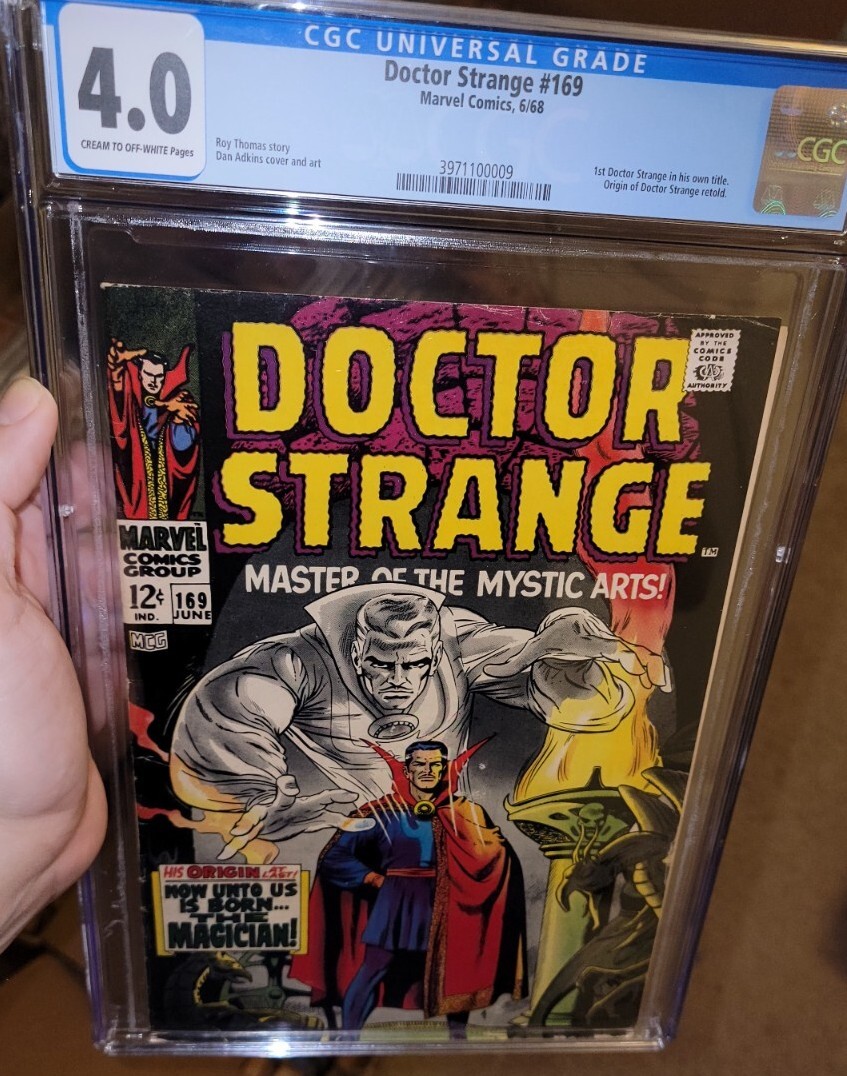 CGC UNIVERSAL GRADE
4.0
CREAM TO OFF-WHITE Pages
Doctor Strange #169
Marvel Comics, 6/68
Roy Thomas story
Dan Adkins cover and art
3971100009
1st Doctor Strange in his own title.
Origin of Doctor Strange retold.
CGC
DOCTOR
STRANGE
TM
MASTER OF THE MYSTIC ARTS!
APPROVED
BY THE
COMICS
CODE
CA
AUTHORITY
MARVEL
COMICS
GROUP
12¢
IND.
169
JUNE
MCG
HIS ORIGIN
NOW UNTO US
IS BORN...
THE
MAGICIAN!